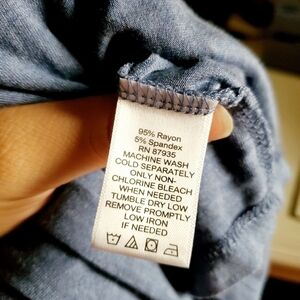 95% Rayon
5% Spandex
RN 87935
MACHINE WASH
COLD SEPARATELY
ONLY NON-
CHLORINE BLEACH
WHEN NEEDED
TUMBLE DRY LOW
REMOVE PROMPTLY
LOW IRON
IF NEEDED